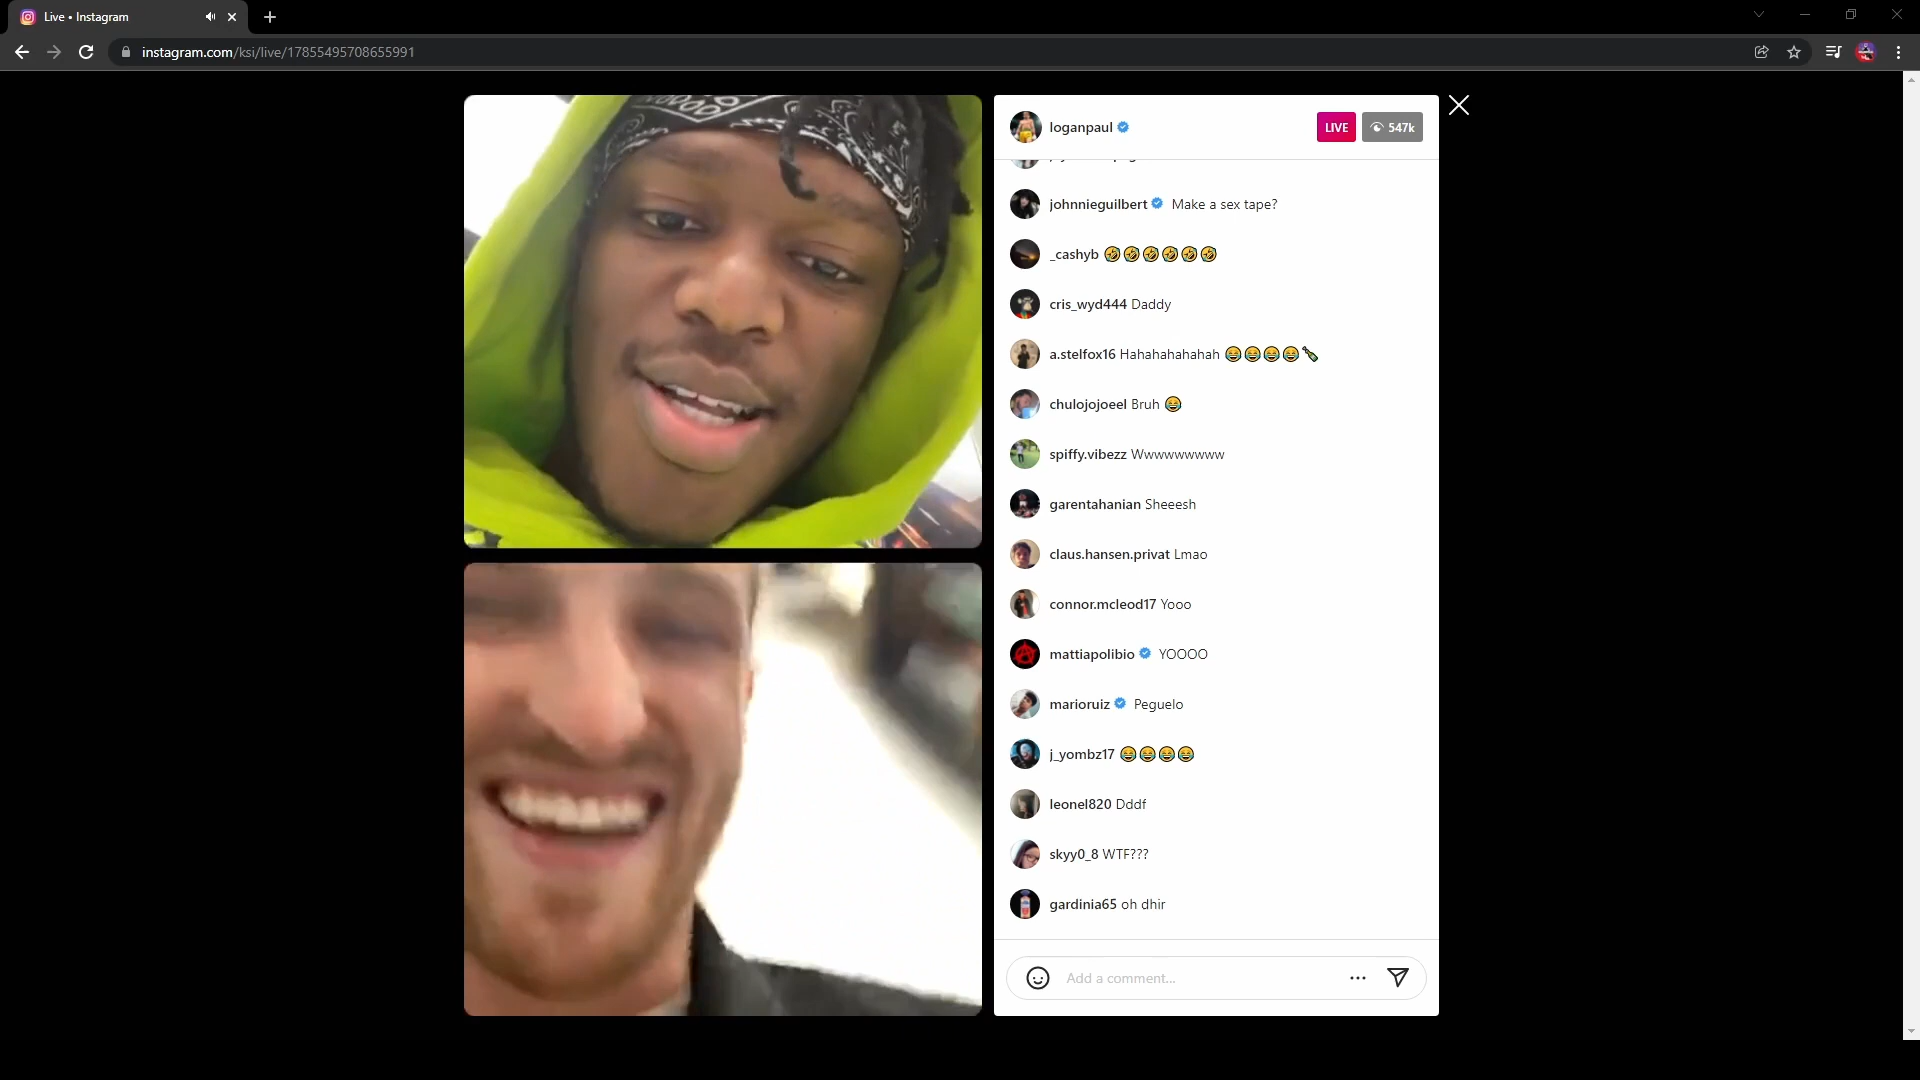 Live • Instagram
instagram.com/ksi/live/17855495708655991
loganpaul
LIVE
547k
johnnieguilbert Make a sex tape?
_cashyb 🤣🤣🤣🤣🤣🤣
cris_wyd444 Daddy
a.stelfox16 Hahahahahahah 😂😂😂😂🍾
chulojojoeel Bruh 😂
spiffy.vibezz Wwwwwwwww
garentahanian Sheeesh
claus.hansen.privat Lmao
connor.mcleod17 Yooo
mattiapolibio YOOOO
marioruiz Peguelo
j_yombz17 😂😂😂😂
leonel820 Dddf
skyy0_8 WTF???
gardinia65 oh dhir
Add a comment...